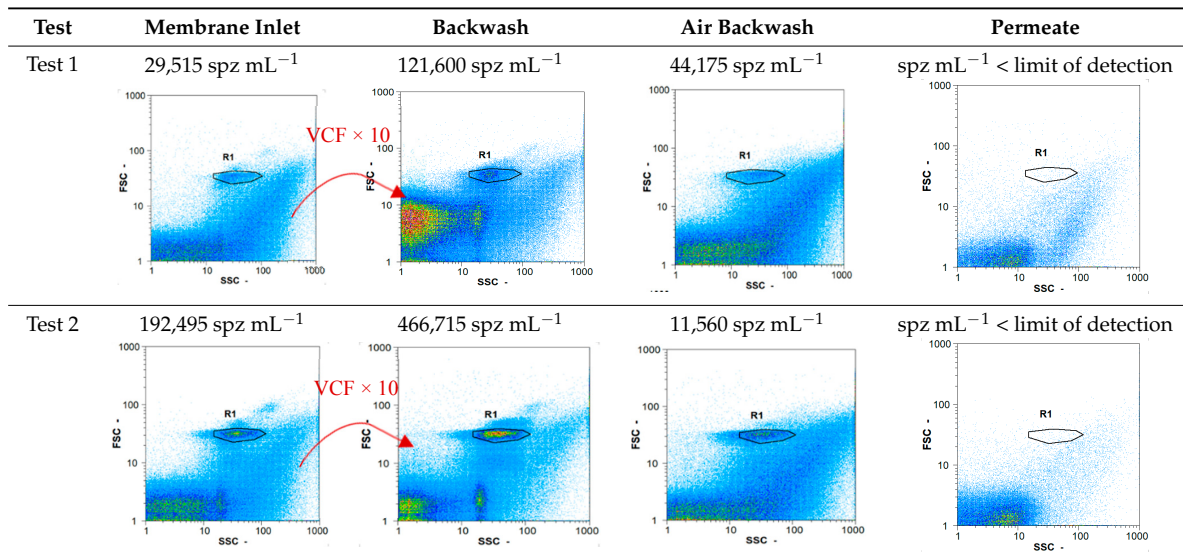 Test Membrane Inlet Backwash Air Backwash Permeate
Test 1 29,515 spz mL−1 121,600 spz mL−1 44,175 spz mL−1 spz mL−1 < limit of detection
1000
100
10
1
FSC -
R1
1 10 100 1000
SSC -
VCF × 10
1000
100
10
1
FSC -
R1
1 10 100 1000
SSC -
1000
100
10
1
FSC -
R1
1 10 100 1000
SSC -
1000
100
10
1
FSC -
R1
1 10 100 1000
SSC -
Test 2 192,495 spz mL−1 466,715 spz mL−1 11,560 spz mL−1 spz mL−1 < limit of detection
1000
100
10
1
FSC -
R1
1 10 100 1000
SSC -
VCF × 10
1000
100
10
1
FSC -
R1
1 10 100 1000
SSC -
1000
100
10
1
FSC -
R1
1 10 100 1000
SSC -
1000
100
10
1
FSC -
R1
1 10 100 1000
SSC -